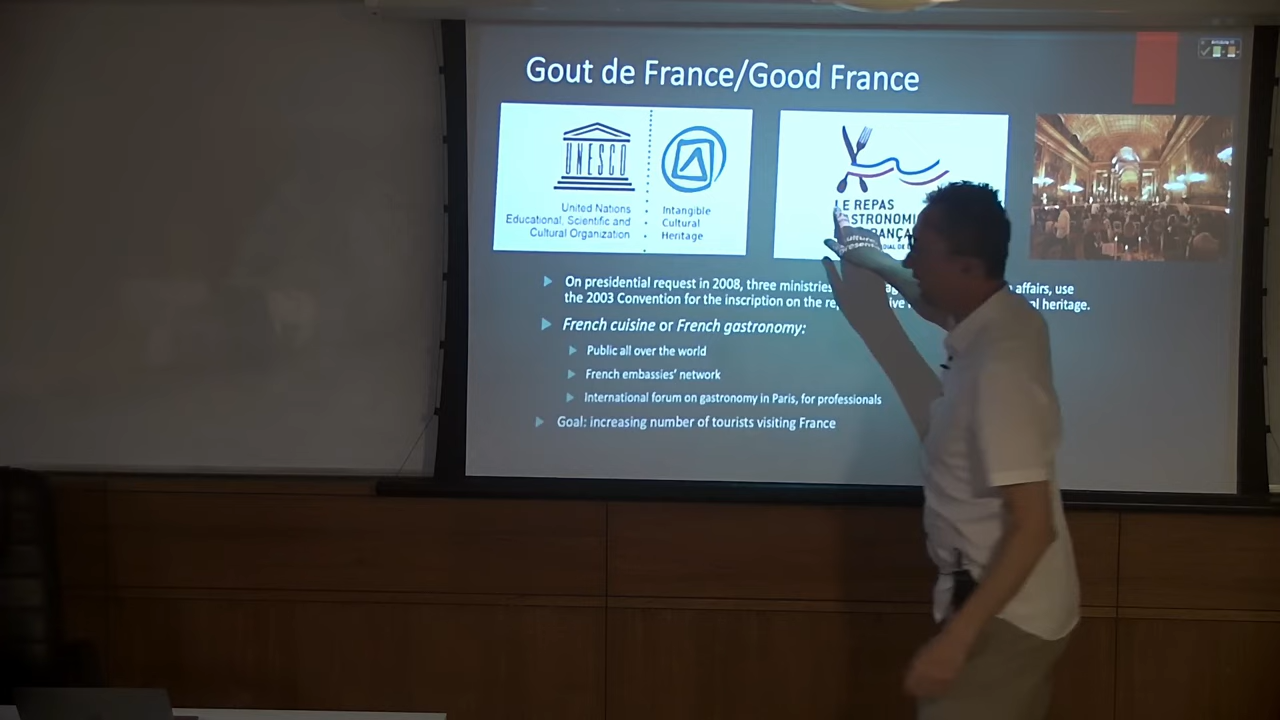 Gout de France/Good France
UNESCO
United Nations
Educational, Scientific and
Cultural Organization
Intangible
Cultural
Heritage
LE REPAS
On presidential request in 2008, three ministries affairs, use
the 2003 Convention for the inscription on the heritage.
French cuisine or French gastronomy:
Public all over the world
French embassies' network
International forum on gastronomy in Paris, for professionals
Goal: increasing number of tourists visiting France